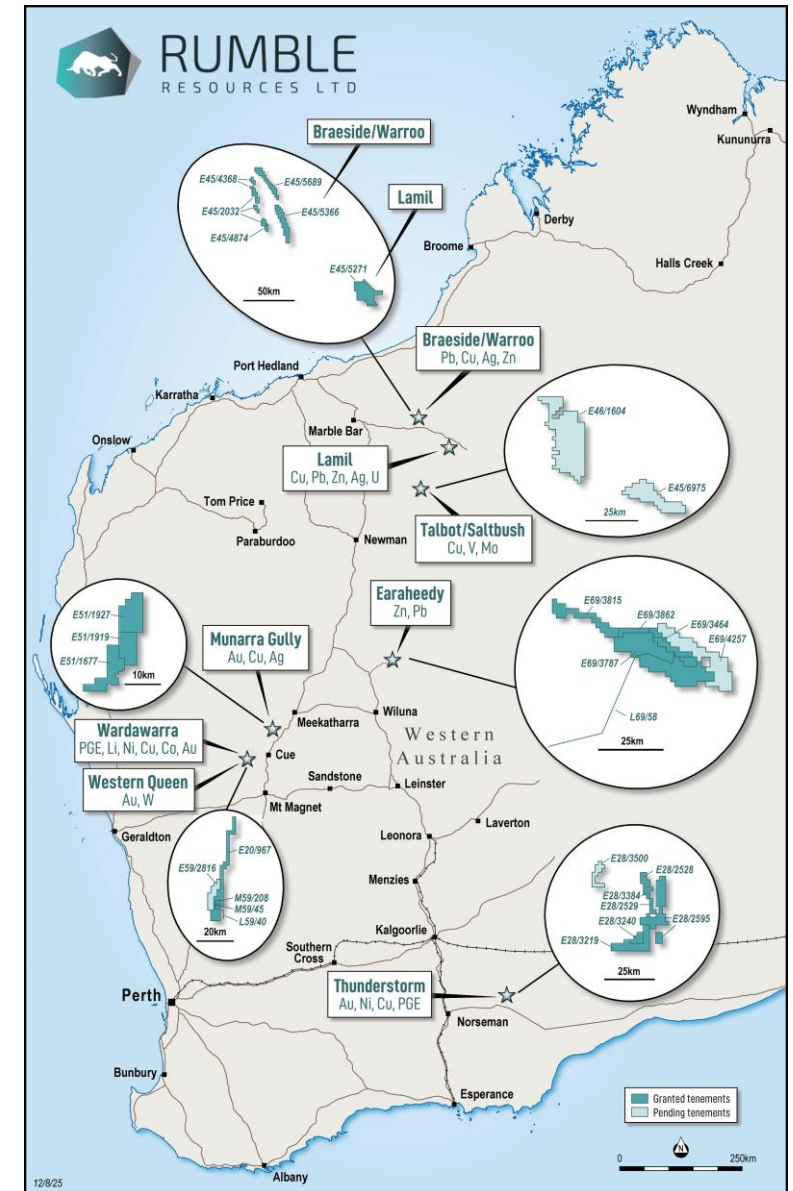 RUMBLE
RESOURCES LTD
Braeside/Warroo
E45/4368
E45/5689
E45/2032
E45/5366
E45/4874
E45/5271
50km
Lamil
Wyndham
Kununurra
Derby
Broome
Halls Creek
Braeside/Warroo
Pb, Cu, Ag, Zn
Port Hedland
Karratha
Marble Bar
Onslow
Lamil
Cu, Pb, Zn, Ag, U
E46/1604
E45/6975
25km
Tom Price
Paraburdoo
Newman
Talbot/Saltbush
Cu, V, Mo
Earaheedy
Zn, Pb
E51/1927
E51/1919
E51/1677
10km
Munarra Gully
Au, Cu, Ag
E69/3815
E69/3862
E69/3464
E69/4257
E69/3787
L69/58
25km
Meekatharra
Wiluna
Western
Australia
Wardawarra
PGE, Li, Ni, Cu, Co, Au
Western Queen
Au, W
Cue
Sandstone
Leinster
Mt Magnet
Geraldton
Leonora
Laverton
E20/967
E59/2816
M59/208
M59/45
L59/40
20km
Menzies
E28/3500
E28/2528
E28/3384
E28/2529
E28/3240
E28/2595
E28/3219
25km
Kalgoorlie
Southern
Cross
Perth
Thunderstorm
Au, Ni, Cu, PGE
Norseman
Bunbury
Esperance
Albany
Granted tenements
Pending tenements
N
0
250km
12/8/25